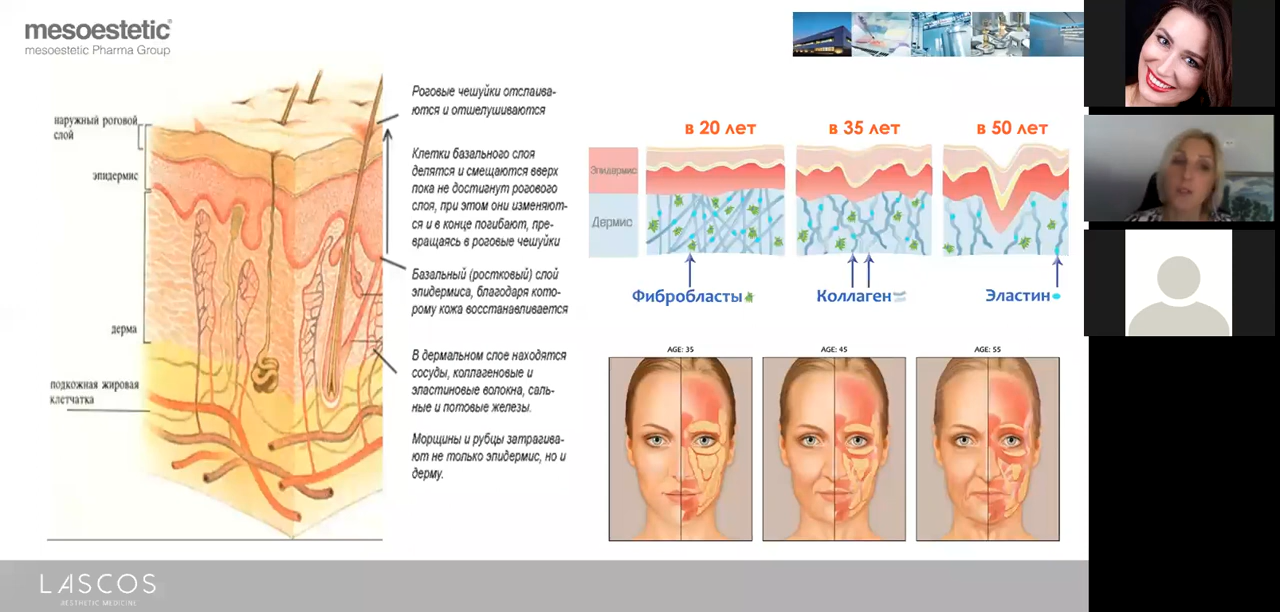 mesoestetic®
mesoestetic Pharma Group
наружный роговой
слой
эпидермис
дерма
подкожная жировая
клетчатка
Роговые чешуйки отслаива-
ются и отшелушиваются
Клетки базального слоя
делятся и смещаются вверх
пока не достигнут рогового
слоя, при этом они изменяют-
ся и в конце погибают, пре-
вращаясь в роговые чешуйки
Базальный (ростковый) слой
эпидермиса, благодаря кото-
рому кожа восстанавливается
В дермальном слое находятся
сосуды, коллагеновые и
эластиновые волокна, саль-
ные и потовые железы.
Морщины и рубцы затрагива-
ют не только эпидермис, но и
дерму.
в 20 лет
в 35 лет
в 50 лет
Эпидермис
Дермис
Фибробласты
Коллаген
Эластин
AGE: 35
AGE: 45
AGE: 55
LASCOS
AESTHETIC MEDICINE